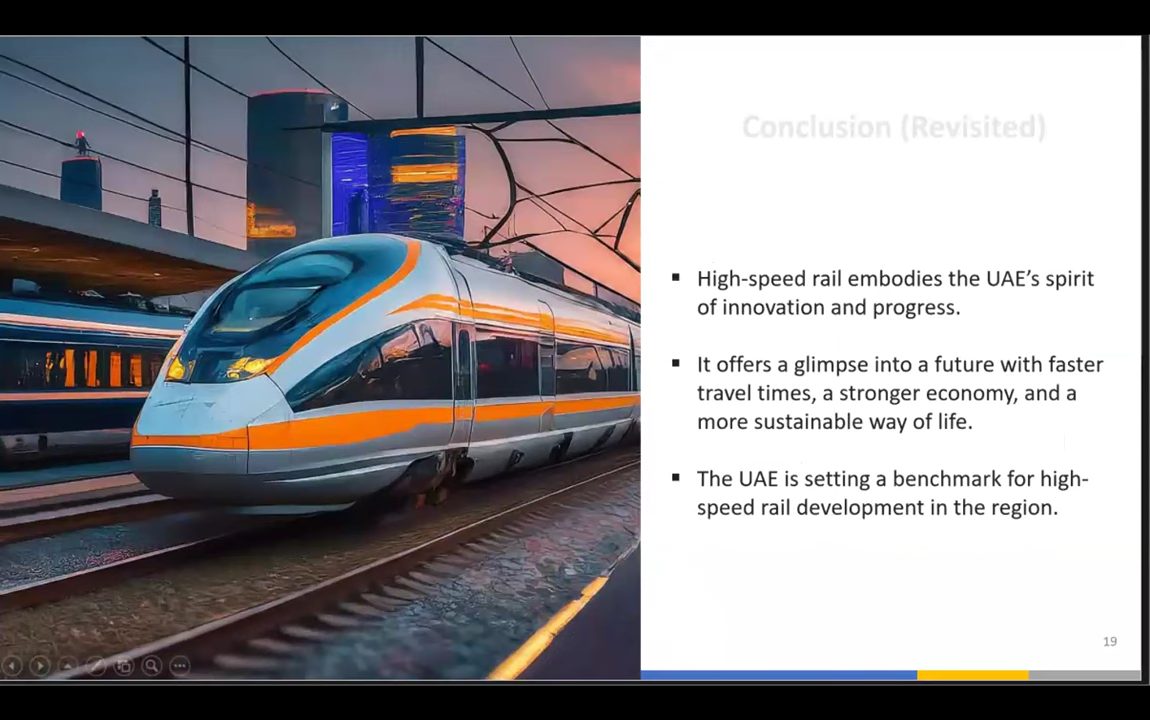 Conclusion (Revisited)
▪ High-speed rail embodies the UAE’s spirit
of innovation and progress.
▪ It offers a glimpse into a future with faster
travel times, a stronger economy, and a
more sustainable way of life.
▪ The UAE is setting a benchmark for high-
speed rail development in the region.
19